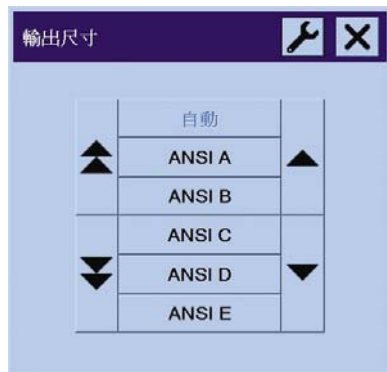 輸出尺寸
自動
ANSI A
ANSI B
ANSI C
ANSI D
ANSI E